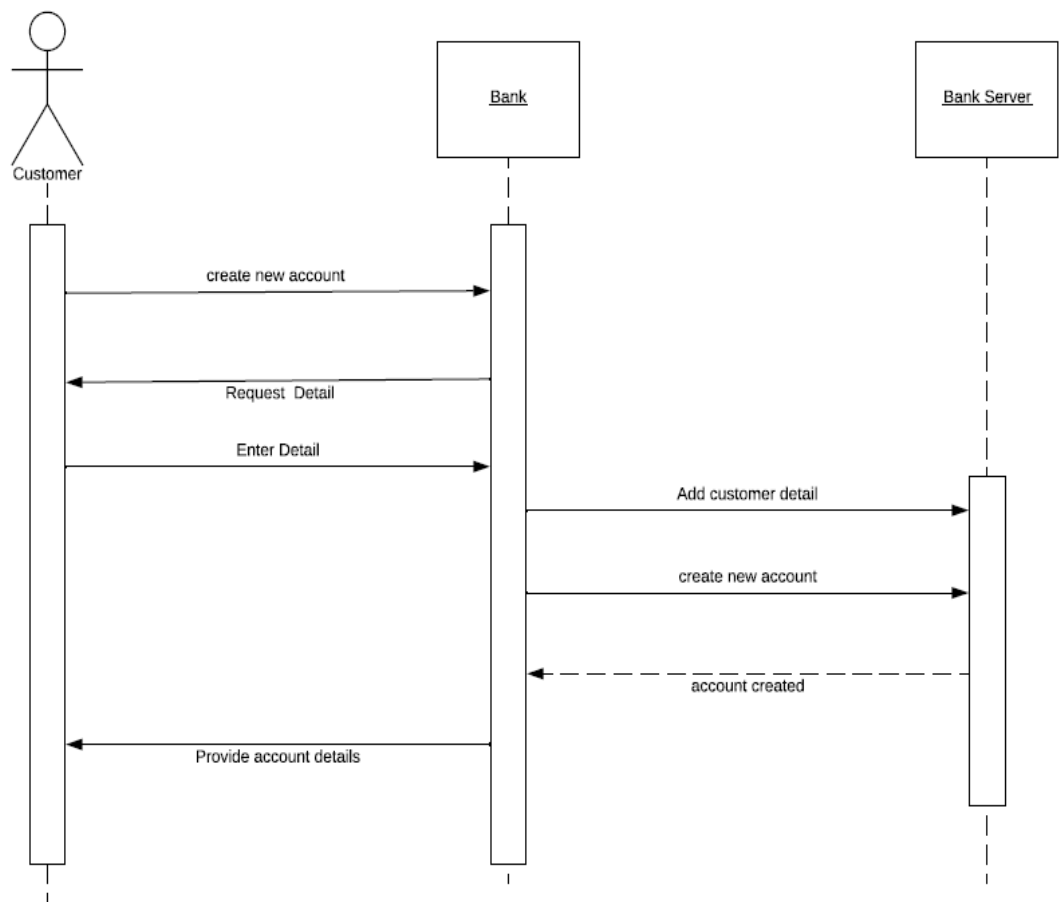 Customer
Bank
Bank Server
create new account
Request Detail
Enter Detail
Add customer detail
create new account
account created
Provide account details